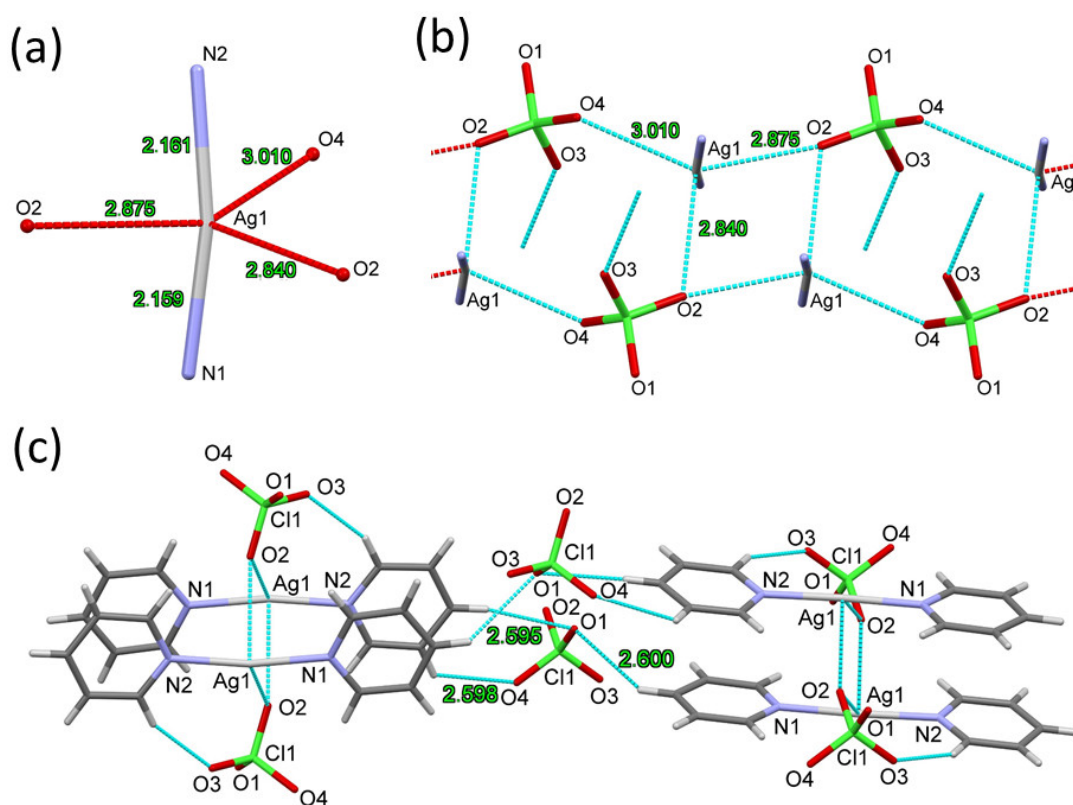 (a)
N2
2.161
O4
3.010
O2
2.875
Ag1
2.840
O2
2.159
N1
(b)
O1
O1
O4
O4
O2
3.010
Ag1
2.875
O2
O3
O3
Ag
2.840
O3
O3
Ag1
O2
Ag1
O2
O4
O4
O1
O1
(c)
O4
O1
O3
Cl1
O2
N1
Ag1
N2
N2
Ag1
N1
O2
Cl1
O3
O1
O4
O2
O3
Cl1
O1
O4
O2
O1
2.595
2.600
Cl1
2.598
O4
O3
O3
O4
Cl1
N2
O1
N1
Ag1
O2
O2
Ag1
N1
O1
N2
Cl1
O4
O3